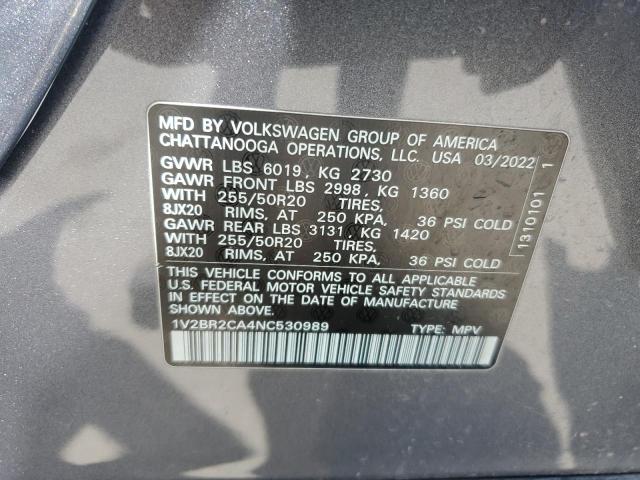 MFD BY VOLKSWAGEN GROUP OF AMERICA
CHATTANOOGA OPERATIONS, LLC. USA 03/2022
GVWR LBS 6019, KG 2730
GAWR FRONT LBS 2998, KG 1360
WITH 255/50R20 TIRES,
8JX20 RIMS, AT 250 KPA, 36 PSI COLD
GAWR REAR LBS 3131, KG 1420
WITH 255/50R20 TIRES,
8JX20 RIMS, AT 250 KPA, 36 PSI COLD
THIS VEHICLE CONFORMS TO ALL APPLICABLE
U.S. FEDERAL MOTOR VEHICLE SAFETY STANDARDS
IN EFFECT ON THE DATE OF MANUFACTURE
SHOWN ABOVE.
1V2BR2CA4NC530989 TYPE: MPV
1310101 1